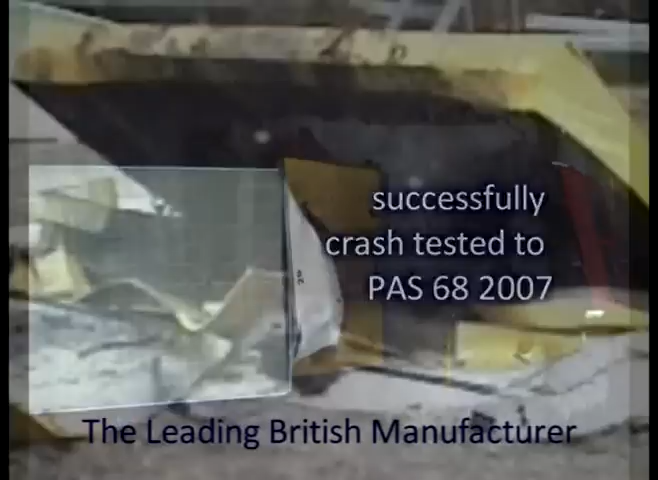 successfully
crash tested to
PAS 68 2007
The Leading British Manufacturer